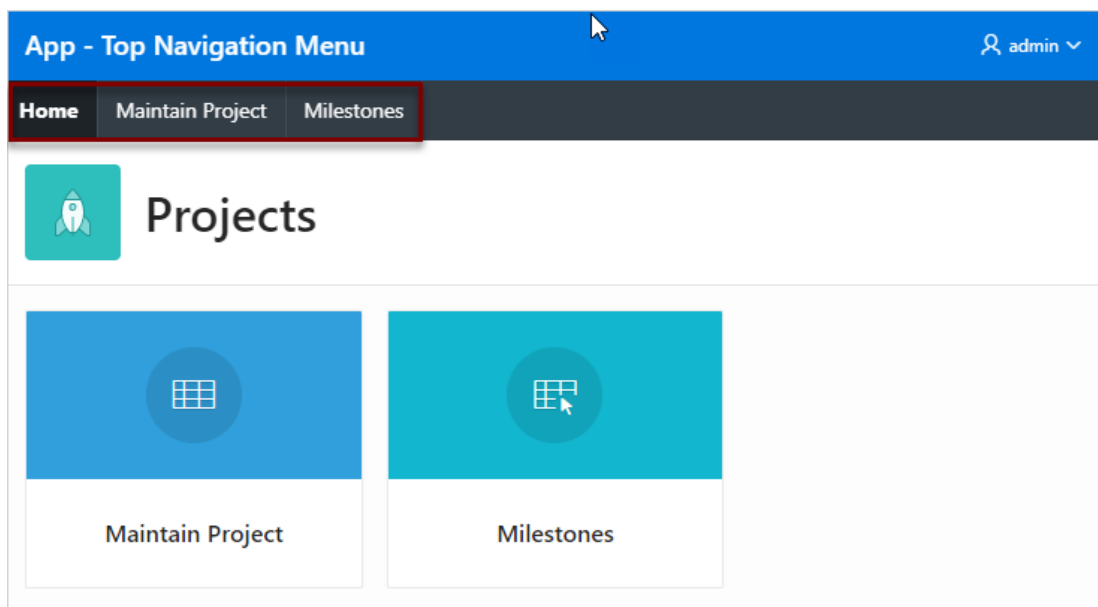 App - Top Navigation Menu admin
Home Maintain Project Milestones
Projects
Maintain Project Milestones